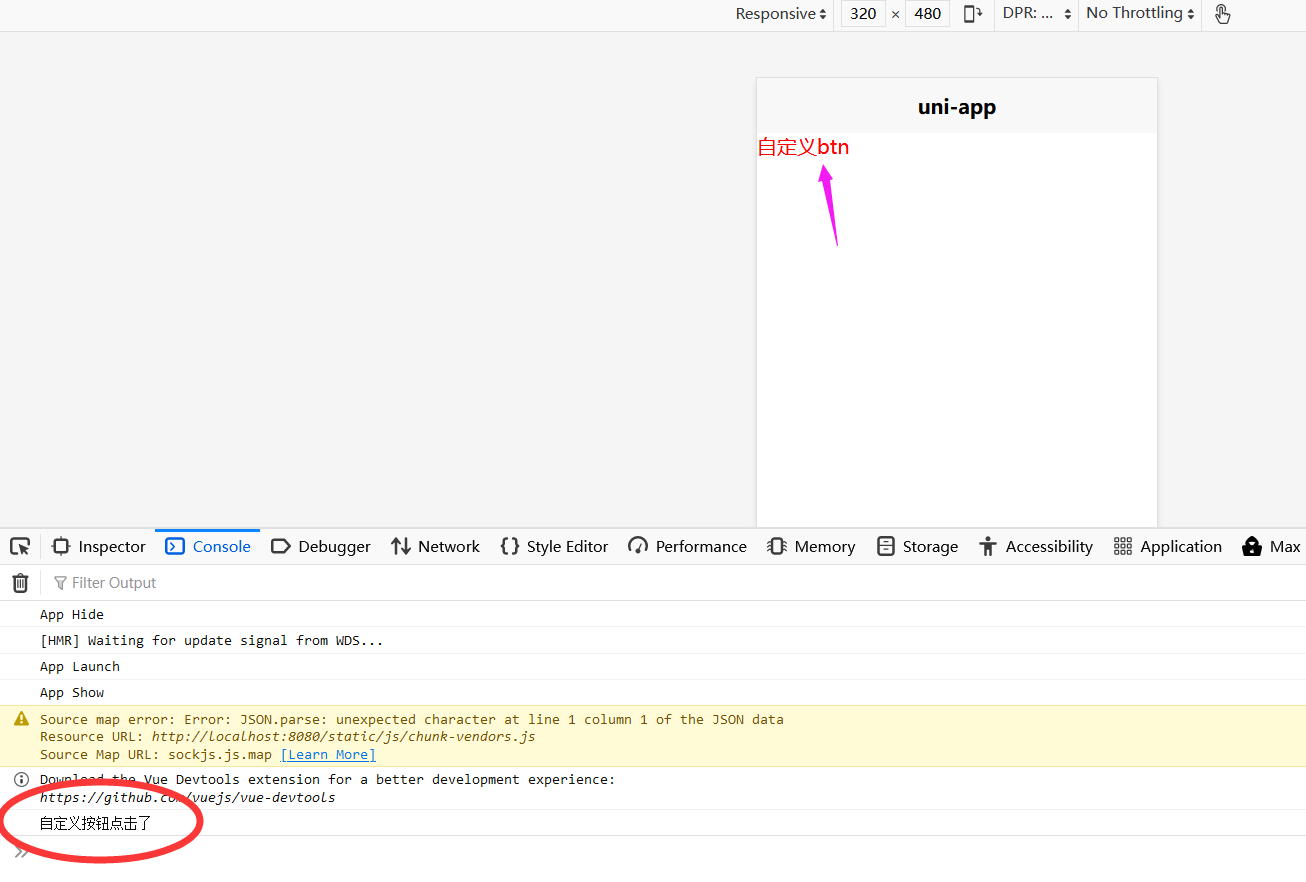 Responsive 320 × 480 DPR: ... No Throttling
uni-app
自定义btn
Inspector Console Debugger Network Style Editor Performance Memory Storage Accessibility Application Max
Filter Output
App Hide
[HMR] Waiting for update signal from WDS...
App Launch
App Show
Source map error: Error: JSON.parse: unexpected character at line 1 column 1 of the JSON data
Resource URL: http://localhost:8080/static/js/chunk-vendors.js
Source Map URL: sockjs.js.map [Learn More]
Download the Vue Devtools extension for a better development experience:
https://github.com/vuejs/vue-devtools
自定义按钮点击了